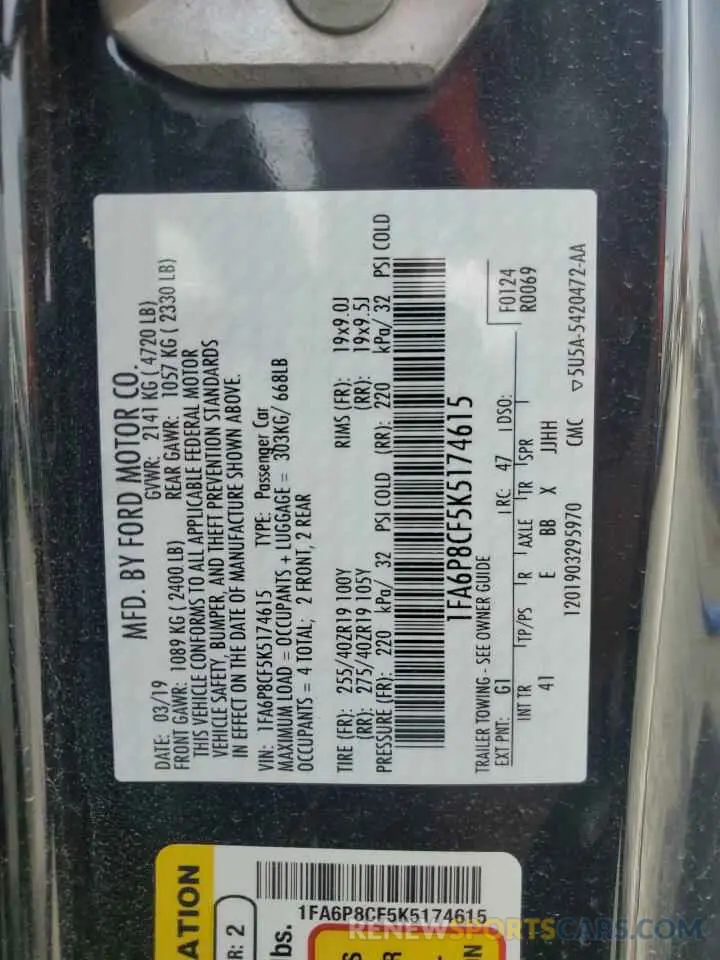 MFD. BY FORD MOTOR CO.
DATE: 03/19 GVWR: 2141 KG ( 4720 LB)
FRONT GAWR: 1089 KG ( 2400 LB) REAR GAWR: 1057 KG ( 2330 LB)
THIS VEHICLE CONFORMS TO ALL APPLICABLE FEDERAL MOTOR
VEHICLE SAFETY, BUMPER, AND THEFT PREVENTION STANDARDS
IN EFFECT ON THE DATE OF MANUFACTURE SHOWN ABOVE.
VIN: 1FA6P8CF5K5174615 TYPE: Passenger Car
MAXIMUM LOAD = OCCUPANTS + LUGGAGE = 303KG/ 668LB
OCCUPANTS = 4 TOTAL; 2 FRONT, 2 REAR
TIRE (FR): 255/40ZR19 100Y RIMS (FR): 19x9.0J
(RR): 275/40ZR19 105Y (RR): 19x9.5J
PRESSURE (FR): 220 kPa/ 32 PSI COLD (RR): 220 kPa/ 32 PSI COLD
1FA6P8CF5K5174615
TRAILER TOWING - SEE OWNER GUIDE
EXT PNT: G1 RC: 47 DSO: F0124
R0069
INT TR TP/PS R AXLE TR SPR
41 E BB X JJHH
1201903295970 CMC ▽5U5A-5420472-AA
ATION
R: 2
bs.
1FA6P8CF5K5174615
S
R
N
RENEWSPORTSCARS.COM